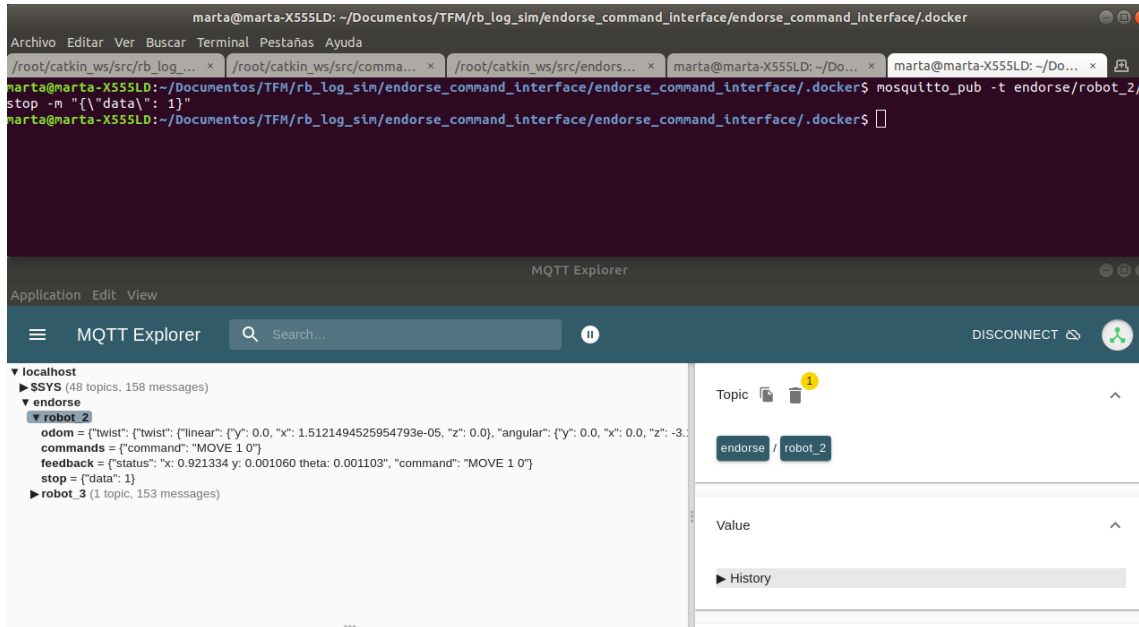 marta@marta-X555LD: ~/Documentos/TFM/rb_log_sim/endorse_command_interface/endorse_command_interface/.docker
Archivo Editar Ver Buscar Terminal Pestañas Ayuda
/root/catkin_ws/src/rb_log_... × /root/catkin_ws/src/comma... × /root/catkin_ws/src/endors... × marta@marta-X555LD: ~/Do... × marta@marta-X555LD: ~/Do... ×
marta@marta-X555LD:~/Documentos/TFM/rb_log_sim/endorse_command_interface/endorse_command_interface/.docker$ mosquitto_pub -t endorse/robot_2/
stop -m "{\"data\": 1}"
marta@marta-X555LD:~/Documentos/TFM/rb_log_sim/endorse_command_interface/endorse_command_interface/.docker$
MQTT Explorer
Application Edit View
MQTT Explorer Search... DISCONNECT
▼ localhost
▶ $SYS (48 topics, 158 messages)
▼ endorse
▼ robot_2
odom = {"twist": {"twist": {"linear": {"y": 0.0, "x": 1.5121494525954793e-05, "z": 0.0}, "angular": {"y": 0.0, "x": 0.0, "z": -3.
commands = {"command": "MOVE 1 0"}
feedback = {"status": "x: 0.921334 y: 0.001060 theta: 0.001103", "command": "MOVE 1 0"}
stop = {"data": 1}
▶ robot_3 (1 topic, 153 messages)
Topic 1
endorse / robot_2
Value
▶ History